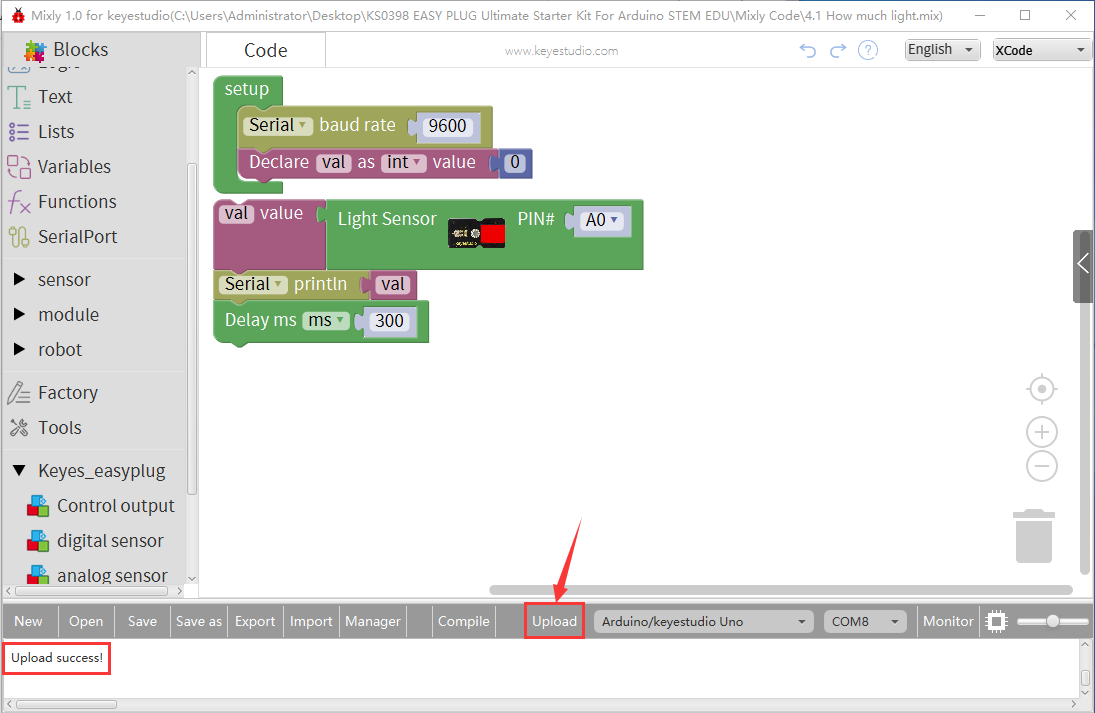 Mixly 1.0 for keyestudio(C:\Users\Administrator\Desktop\KS0398 EASY PLUG Ultimate Starter Kit For Arduino STEM EDU\Mixly Code\4.1 How much light.mix)
Blocks
Code
www.keyestudio.com
?
English
XCode
Logic
Text
Lists
Variables
Functions
SerialPort
sensor
module
robot
Factory
Tools
Keyes_easyplug
Control output
digital sensor
analog sensor
setup
Serial baud rate 9600
Declare val as int value 0
val value Light Sensor PIN# A0
Serial println val
Delay ms ms 300
New Open Save Save as Export Import Manager Compile Upload Arduino/keyestudio Uno COM8 Monitor
Upload success!